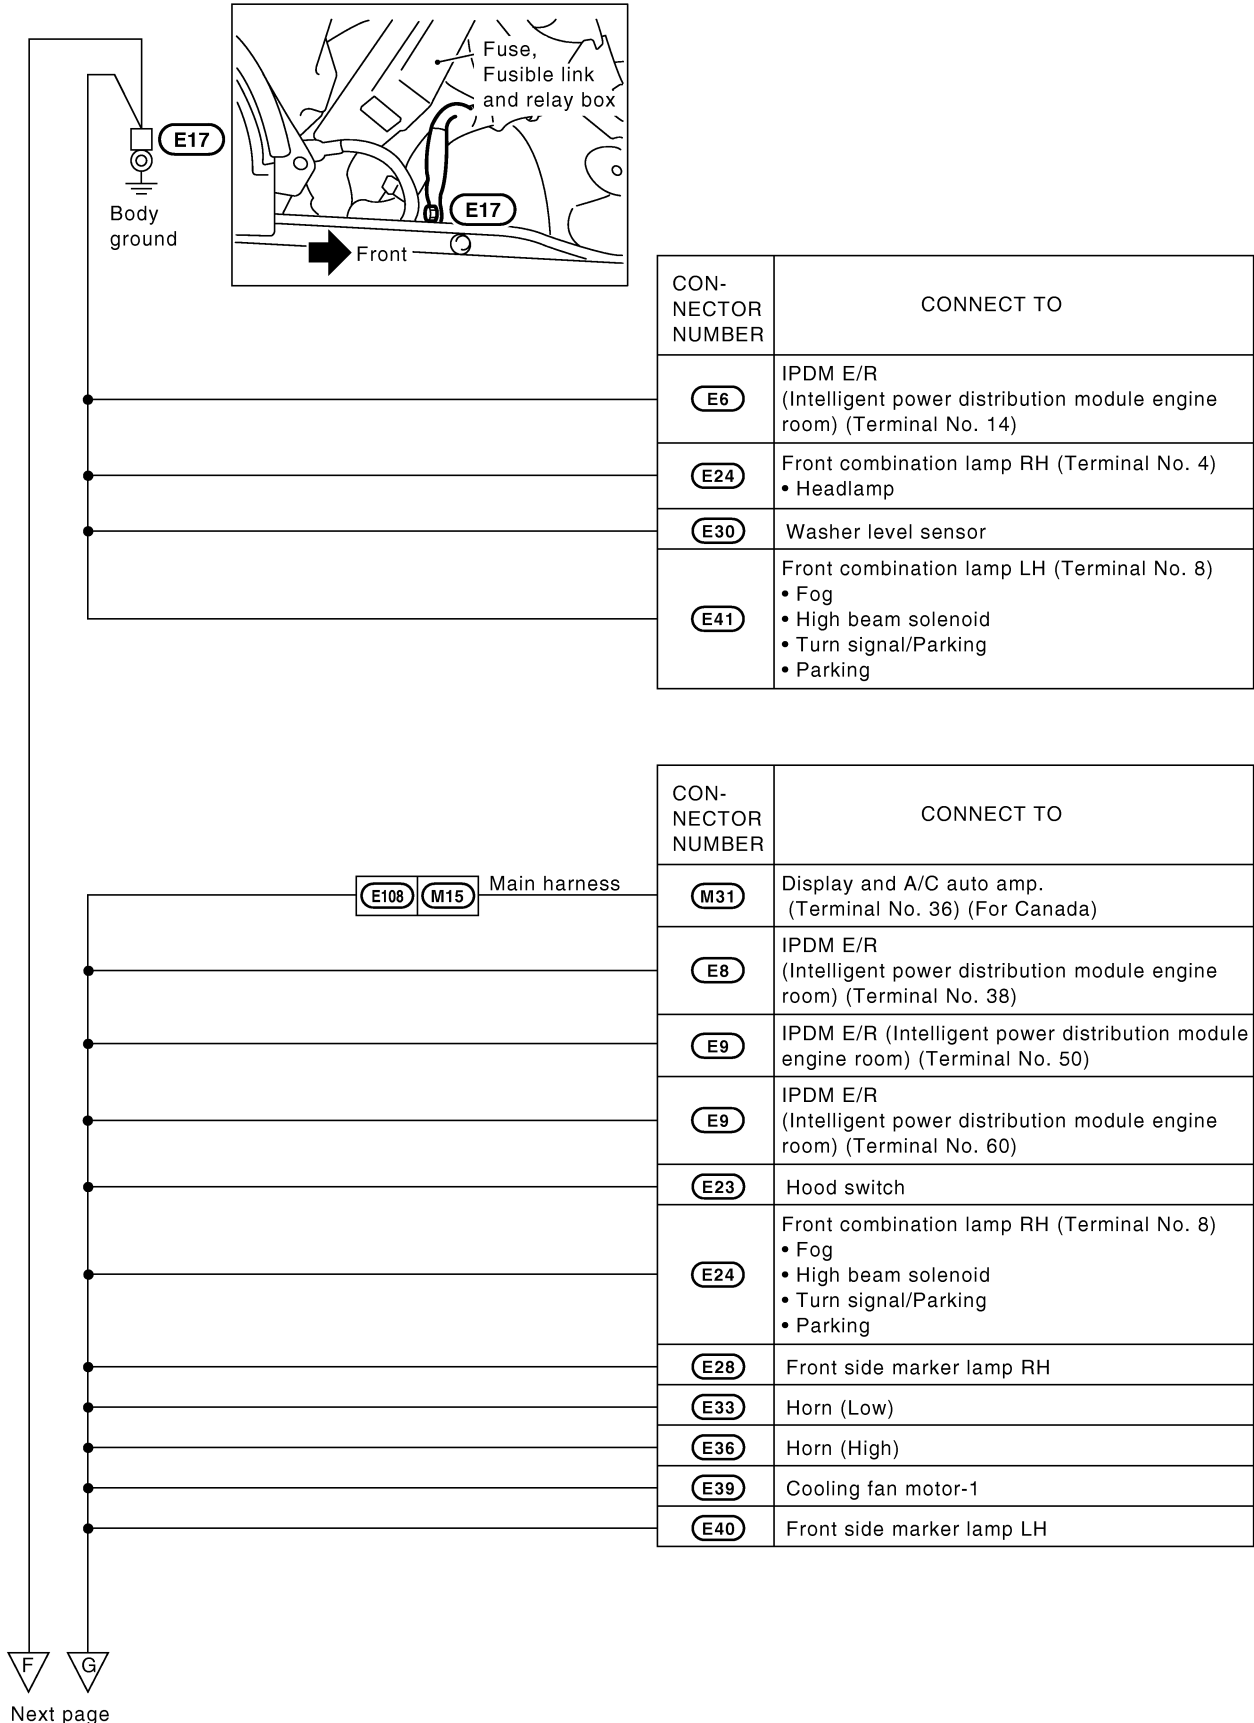 Fuse,
Fusible link
and relay box
E17
E17
Body
ground
Front
CON-
NECTOR
NUMBER
CONNECT TO
E6
IPDM E/R
(Intelligent power distribution module engine
room) (Terminal No. 14)
E24
Front combination lamp RH (Terminal No. 4)
• Headlamp
E30
Washer level sensor
E41
Front combination lamp LH (Terminal No. 8)
• Fog
• High beam solenoid
• Turn signal/Parking
• Parking
CON-
NECTOR
NUMBER
CONNECT TO
E108
M15
Main harness
M31
Display and A/C auto amp.
(Terminal No. 36) (For Canada)
E8
IPDM E/R
(Intelligent power distribution module engine
room) (Terminal No. 38)
E9
IPDM E/R (Intelligent power distribution module
engine room) (Terminal No. 50)
E9
IPDM E/R
(Intelligent power distribution module engine
room) (Terminal No. 60)
E23
Hood switch
E24
Front combination lamp RH (Terminal No. 8)
• Fog
• High beam solenoid
• Turn signal/Parking
• Parking
E28
Front side marker lamp RH
E33
Horn (Low)
E36
Horn (High)
E39
Cooling fan motor-1
E40
Front side marker lamp LH
F
G
Next page